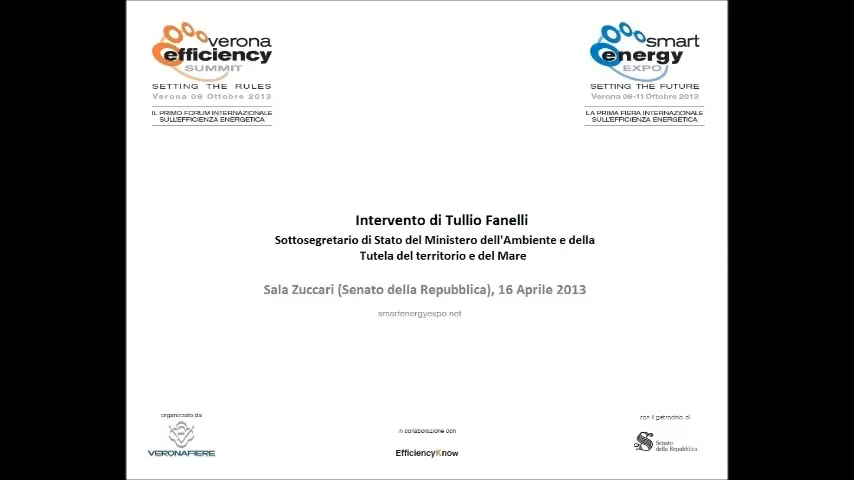 verona
efficiency
SUMMIT
SETTING THE RULES
Verona 09 Ottobre 2013
IL PRIMO FORUM INTERNAZIONALE
SULL'EFFICIENZA ENERGETICA
smart
energy
EXPO
SETTING THE FUTURE
Verona 09-11 Ottobre 2013
LA PRIMA FIERA INTERNAZIONALE
SULL'EFFICIENZA ENERGETICA
Intervento di Tullio Fanelli
Sottosegretario di Stato del Ministero dell'Ambiente e della
Tutela del territorio e del Mare
Sala Zuccari (Senato della Repubblica), 16 Aprile 2013
smartenergyexpo.net
organizzato da
VERONAFIERE
in collaborazione con
EfficiencyKnow
con il patrocinio di
Senato
della Repubblica